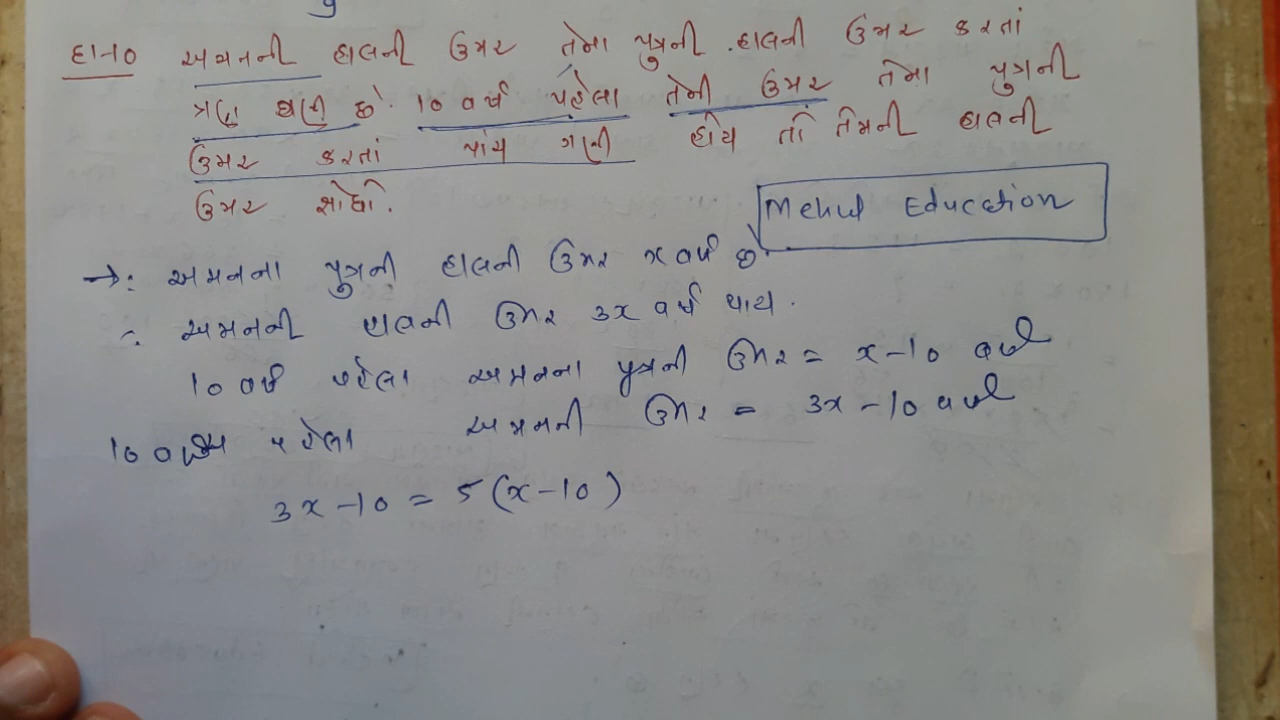 દા-10 અમનની હાલની ઉંમર તેના પુત્રની હાલની ઉંમર કરતાં
ત્રણ ગણી છે. 10 વર્ષ પહેલા તેની ઉંમર તેના પુત્રની
ઉંમર કરતાં પાંચ ગણી હોય તો તેમની હાલની
ઉંમર શોધો.
Mehul Education
→: અમનના પુત્રની હાલની ઉંમર x વર્ષ છે.
∴ અમનની હાલની ઉંમર 3x વર્ષ થાય.
10 વર્ષ પહેલા અમનના પુત્રની ઉંમર = x-10 વર્ષ
10 વર્ષ પહેલા અમનની ઉંમર = 3x-10 વર્ષ
3x-10 = 5(x-10)